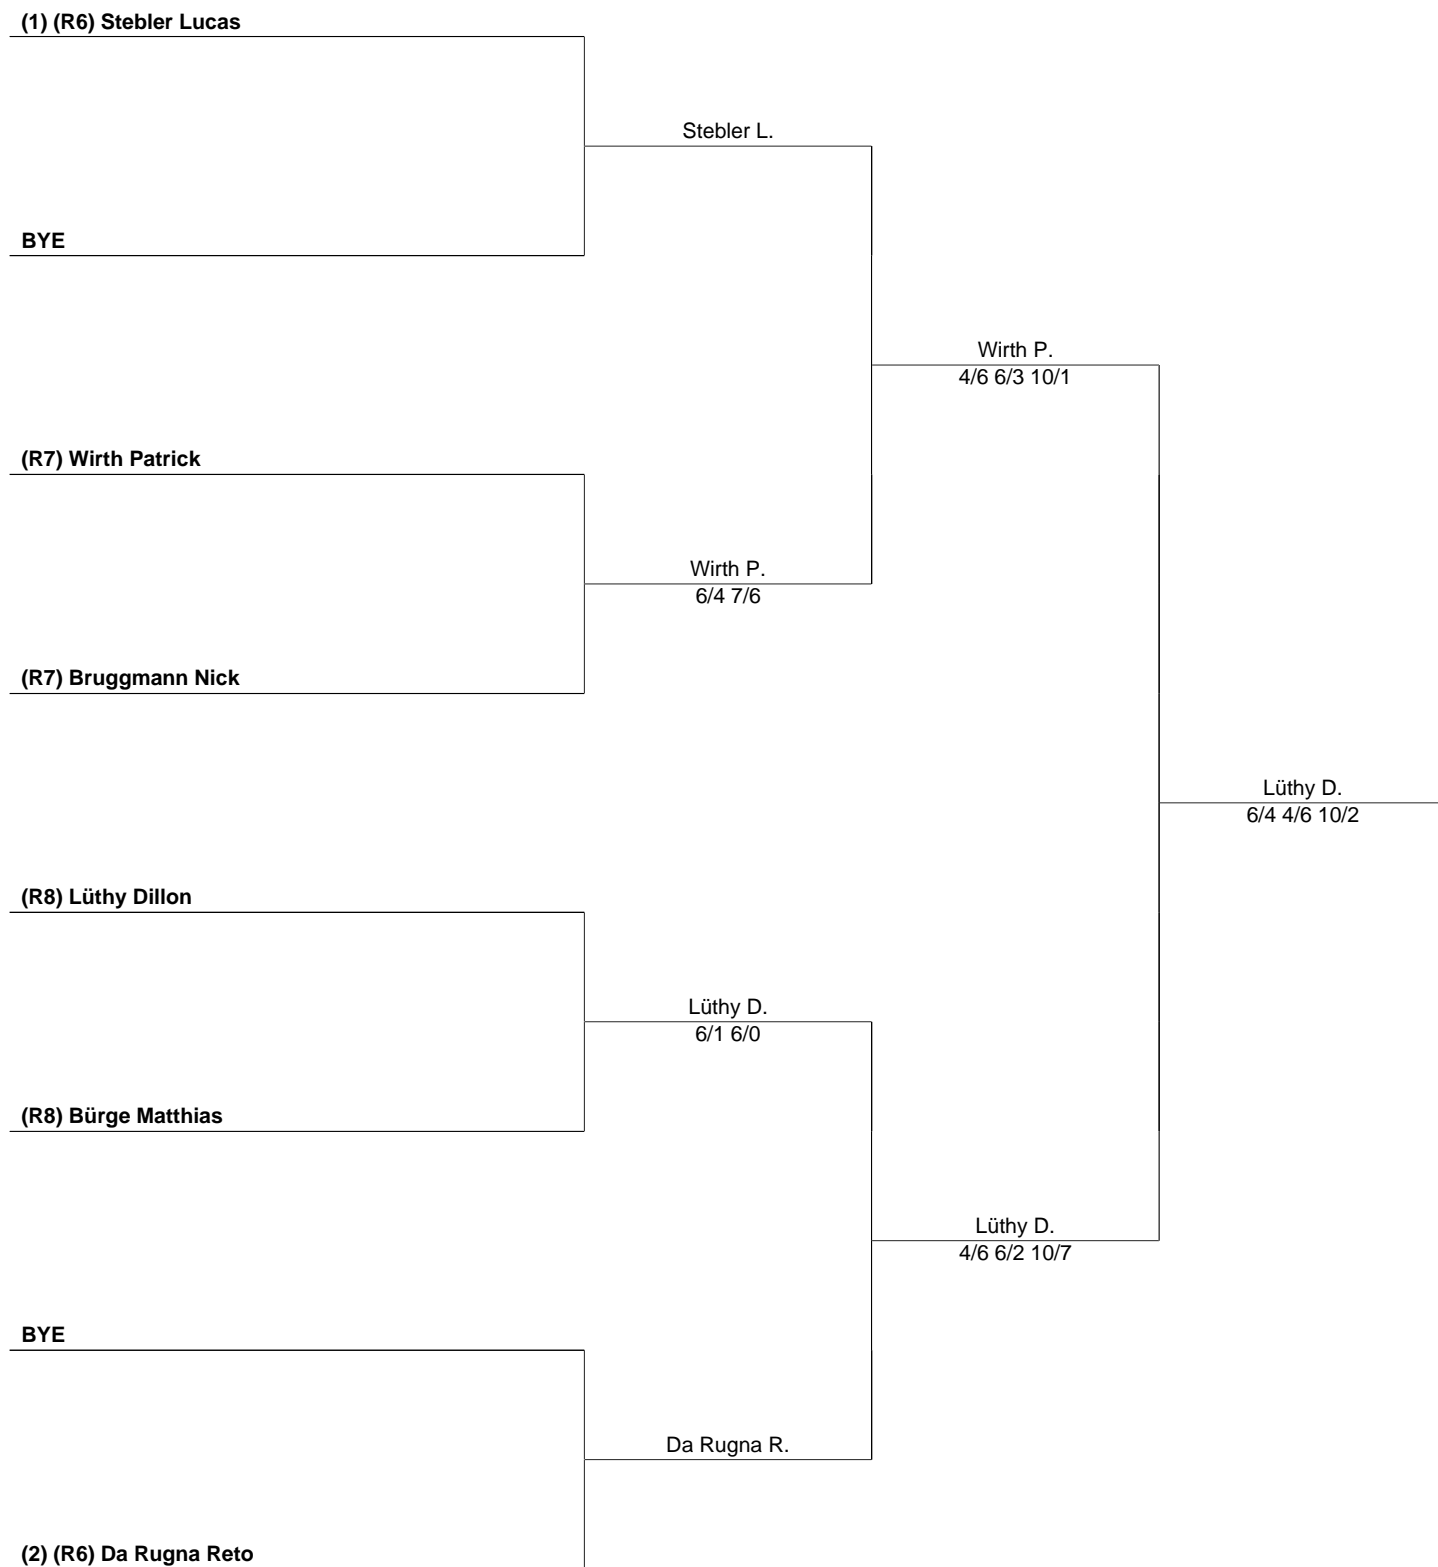 (1) (R6) Stebler Lucas
Stebler L.
BYE
Wirth P.
4/6 6/3 10/1
(R7) Wirth Patrick
Wirth P.
6/4 7/6
(R7) Bruggmann Nick
Lüthy D.
6/4 4/6 10/2
(R8) Lüthy Dillon
Lüthy D.
6/1 6/0
(R8) Bürge Matthias
Lüthy D.
4/6 6/2 10/7
BYE
Da Rugna R.
(2) (R6) Da Rugna Reto